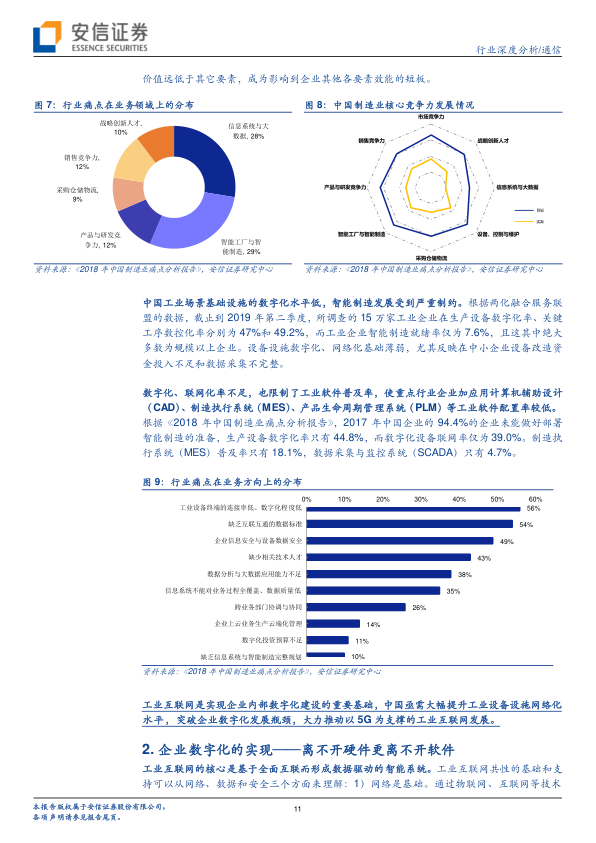 安信证券
ESSENCE SECURITIES
行业深度分析/通信
价值远低于其它要素，成为影响到企业其他各要素效能的短板。
图 7：行业痛点在业务领域上的分布
战略创新人才,
10%
信息系统与大
数据, 28%
销售竞争力,
12%
采购仓储物流,
9%
产品与研发竞
争力, 12%
智能工厂与智
能制造, 29%
资料来源：《2018 年中国制造业痛点分析报告》，安信证券研究中心
图 8：中国制造业核心竞争力发展情况
市场竞争力
销售竞争力
战略创新人才
产品与研发竞争力
信息系统与大数据
目标
实际
智能工厂与智能制造
设备、控制与维护
采购仓储物流
资料来源：《2018 年中国制造业痛点分析报告》，安信证券研究中心
中国工业场景基础设施的数字化水平低，智能制造发展受到严重制约。根据两化融合服务联
盟的数据，截止到 2019 年第二季度，所调查的 15 万家工业企业在生产设备数字化率、关键
工序数控化率分别为 47%和 49.2%，而工业企业智能制造就绪率仅为 7.6%，且这其中绝大
多数为规模以上企业。设备设施数字化、网络化基础薄弱，尤其反映在中小企业设备改造资
金投入不足和数据采集不完整。
数字化、联网化率不足，也限制了工业软件普及率，使重点行业企业加应用计算机辅助设计
（CAD）、制造执行系统（MES）、产品生命周期管理系统（PLM）等工业软件配置率较低。
根据《2018 年中国制造业痛点分析报告》，2017 年中国企业的 94.4%的企业未能做好部署
智能制造的准备，生产设备数字化率只有 44.8%，而数字化设备联网率仅为 39.0%。制造执
行系统（MES）普及率只有 18.1%，数据采集与监控系统（SCADA）只有 4.7%。
图 9：行业痛点在业务方向上的分布
0% 10% 20% 30% 40% 50% 60%
工业设备终端的连接率低、数字化程度低 56%
缺乏互联互通的数据标准 54%
企业信息安全与设备数据安全 49%
缺少相关技术人才 43%
数据分析与大数据应用能力不足 38%
信息系统不能对业务过程全覆盖、数据质量低 35%
跨业务部门协调与协同 26%
企业上云业务生产云端化管理 14%
数字化投资预算不足 11%
缺乏信息系统与智能制造完整规划 10%
资料来源：《2018 年中国制造业痛点分析报告》，安信证券研究中心
工业互联网是实现企业内部数字化建设的重要基础，中国亟需大幅提升工业设备设施网络化
水平，突破企业数字化发展瓶颈，大力推动以 5G 为支撑的工业互联网发展。
2. 企业数字化的实现——离不开硬件更离不开软件
工业互联网的核心是基于全面互联而形成数据驱动的智能系统。工业互联网共性的基础和支
持可以从网络、数据和安全三个方面来理解：1）网络是基础。通过物联网、互联网等技术
本报告版权属于安信证券股份有限公司。
各项声明请参见报告尾页。
11